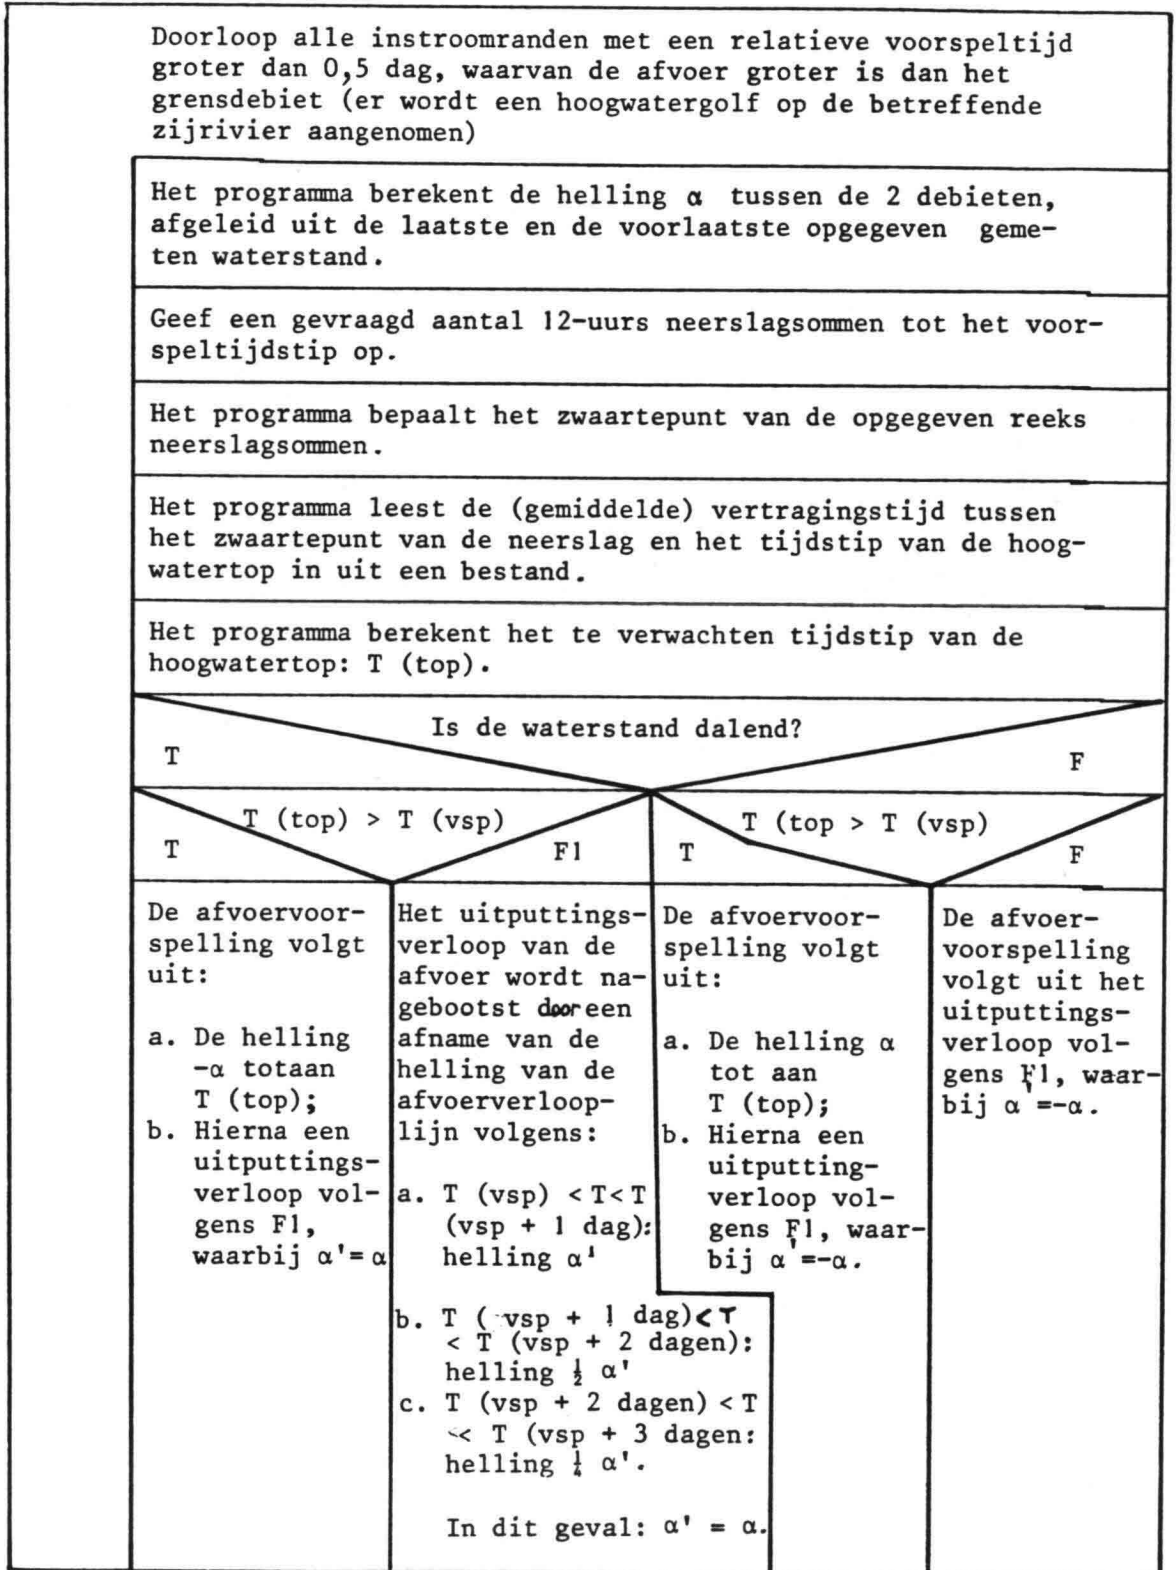 Doorloop alle instroomranden met een relatieve voorspeltijd
groter dan 0,5 dag, waarvan de afvoer groter is dan het
grensdebiet (er wordt een hoogwatergolf op de betreffende
zijrivier aangenomen)
Het programma berekent de helling α tussen de 2 debieten,
afgeleid uit de laatste en de voorlaatste opgegeven geme-
ten waterstand.
Geef een gevraagd aantal 12-uurs neerslagsommen tot het voor-
speltijdstip op.
Het programma bepaalt het zwaartepunt van de opgegeven reeks
neerslagsommen.
Het programma leest de (gemiddelde) vertragingstijd tussen
het zwaartepunt van de neerslag en het tijdstip van de hoog-
watertop in uit een bestand.
Het programma berekent het te verwachten tijdstip van de
hoogwatertop: T (top).
Is de waterstand dalend?
T
F
T (top) > T (vsp)
T
F1
T (top > T (vsp)
T
F
De afvoervoor-
spelling volgt
uit:
a. De helling
-α totaan
T (top);
b. Hierna een
uitputtings-
verloop vol-
gens F1,
waarbij α'= α
Het uitputtings-
verloop van de
afvoer wordt na-
gebootst door een
afname van de
helling van de
afvoerverloop-
lijn volgens:
a. T (vsp) < T< T
(vsp + 1 dag):
helling α'
b. T ( vsp + 1 dag)< T
< T (vsp + 2 dagen):
helling ½ α'
c. T (vsp + 2 dagen) < T
< T (vsp + 3 dagen:
helling ¼ α'.
In dit geval: α' = α.
De afvoervoor-
spelling volgt
uit:
a. De helling α
tot aan
T (top);
b. Hierna een
uitputting-
verloop vol-
gens F1, waar-
bij α'=-α.
De afvoer-
voorspelling
volgt uit het
uitputtings-
verloop vol-
gens F1, waar-
bij α'=-α.